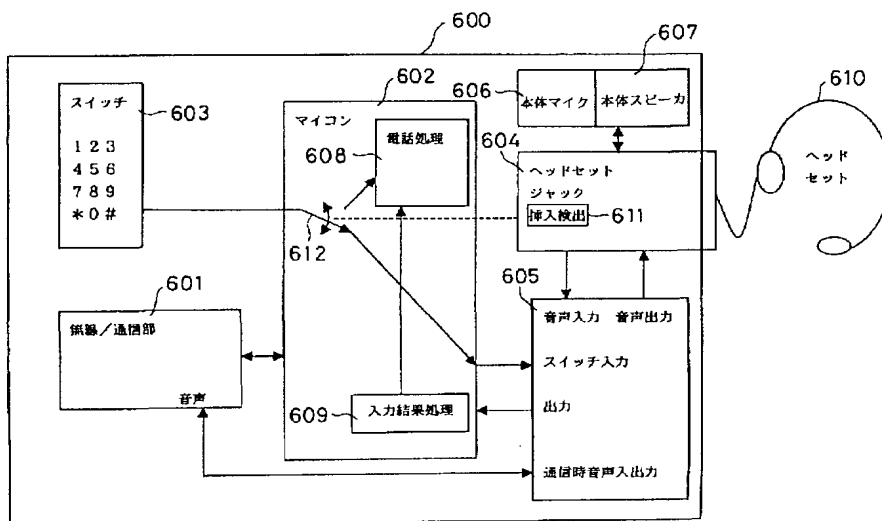 600
スイッチ
603
1 2 3
4 5 6
7 8 9
* 0 #
602
マイコン
電話処理
608
612
609
入力結果処理
601
無線／通信部
音声
607
606
本体マイク
本体スピーカ
604
ヘッドセット
ジャック
挿入検出
611
610
ヘッド
セット
605
音声入力 音声出力
スイッチ入力
出力
通信時音声入出力